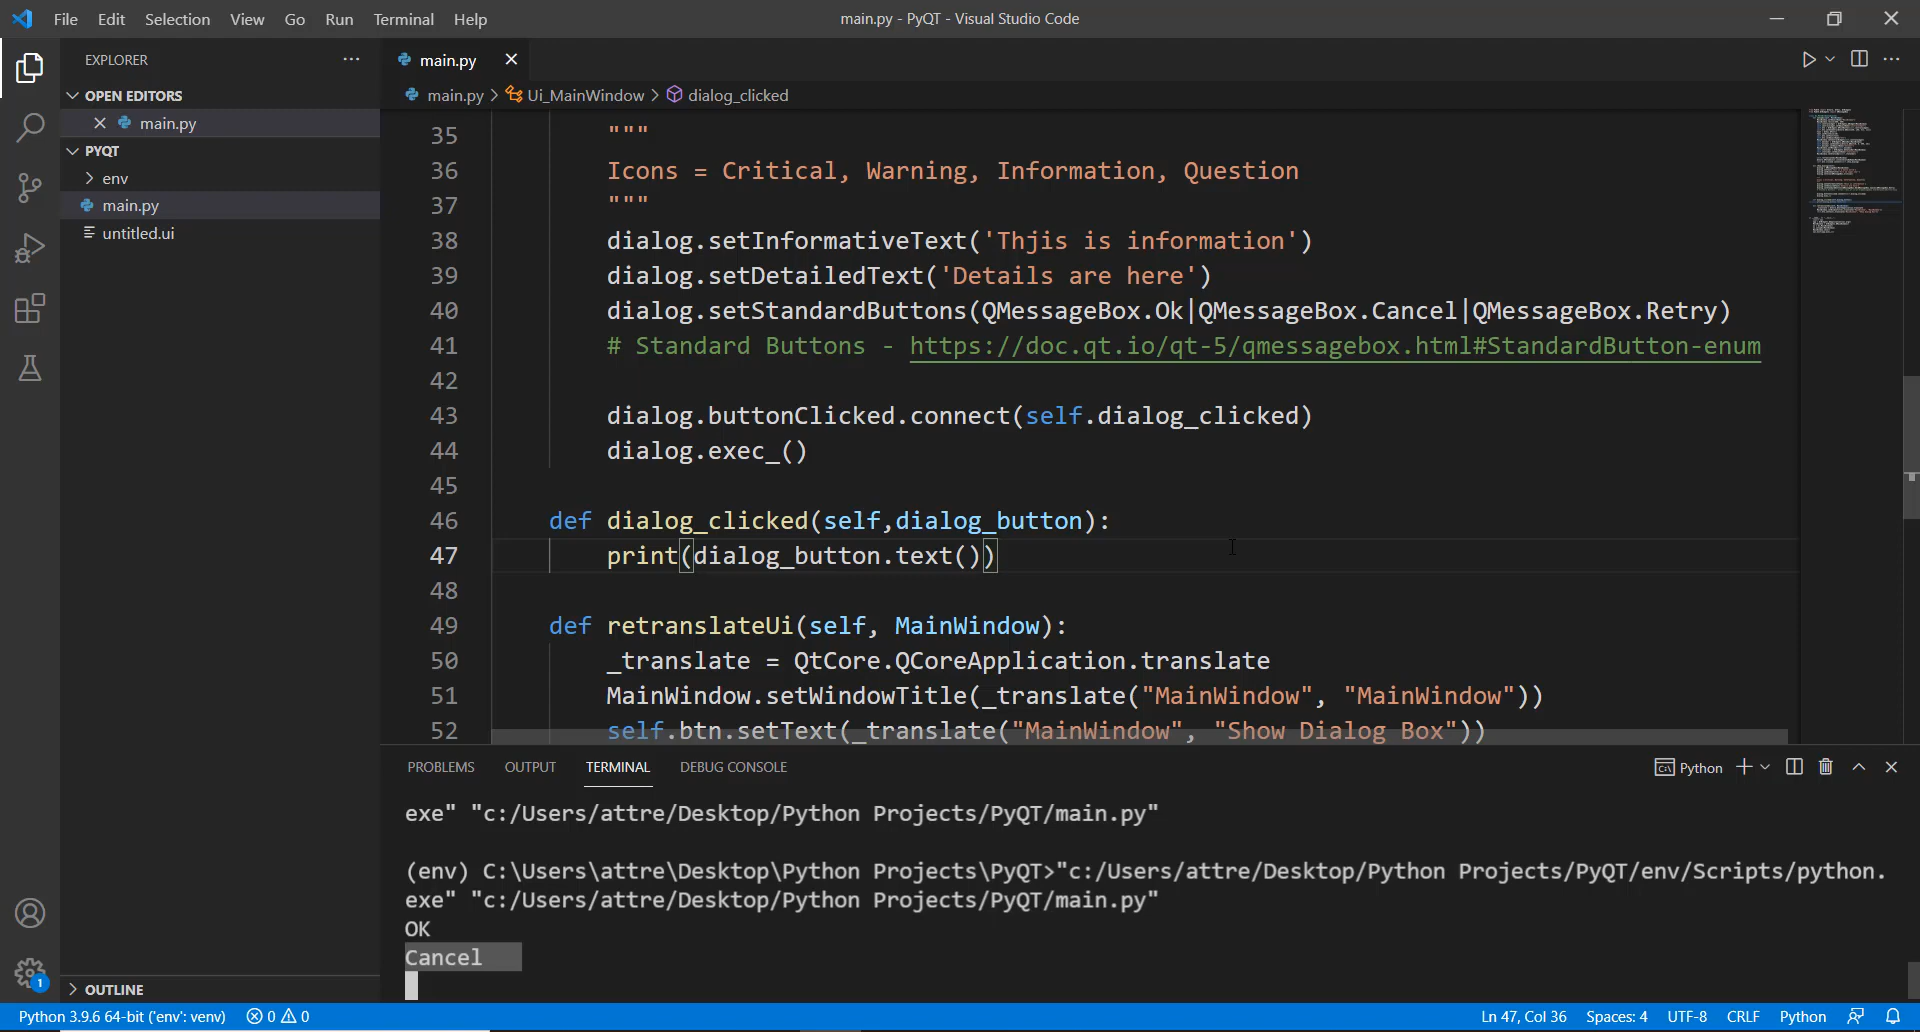 File Edit Selection View Go Run Terminal Help
main.py - PyQT - Visual Studio Code
EXPLORER
OPEN EDITORS
main.py
PYQT
env
main.py
untitled.ui
OUTLINE
main.py
main.py > Ui_MainWindow > dialog_clicked
35 """
36 Icons = Critical, Warning, Information, Question
37 """
38 dialog.setInformativeText('Thjis is information')
39 dialog.setDetailedText('Details are here')
40 dialog.setStandardButtons(QMessageBox.Ok|QMessageBox.Cancel|QMessageBox.Retry)
41 # Standard Buttons - https://doc.qt.io/qt-5/qmessagebox.html#StandardButton-enum
42
43 dialog.buttonClicked.connect(self.dialog_clicked)
44 dialog.exec_()
45
46 def dialog_clicked(self,dialog_button):
47 print(dialog_button.text())
48
49 def retranslateUi(self, MainWindow):
50 _translate = QtCore.QCoreApplication.translate
51 MainWindow.setWindowTitle(_translate("MainWindow", "MainWindow"))
52 self.btn.setText(_translate("MainWindow", "Show Dialog Box"))
PROBLEMS OUTPUT TERMINAL DEBUG CONSOLE
Python
exe" "c:/Users/attre/Desktop/Python Projects/PyQT/main.py"
(env) C:\Users\attre\Desktop\Python Projects\PyQT>"c:/Users/attre/Desktop/Python Projects/PyQT/env/Scripts/python.
exe" "c:/Users/attre/Desktop/Python Projects/PyQT/main.py"
OK
Cancel
1
Python 3.9.6 64-bit ('env': venv) 0 0
Ln 47, Col 36 Spaces: 4 UTF-8 CRLF Python